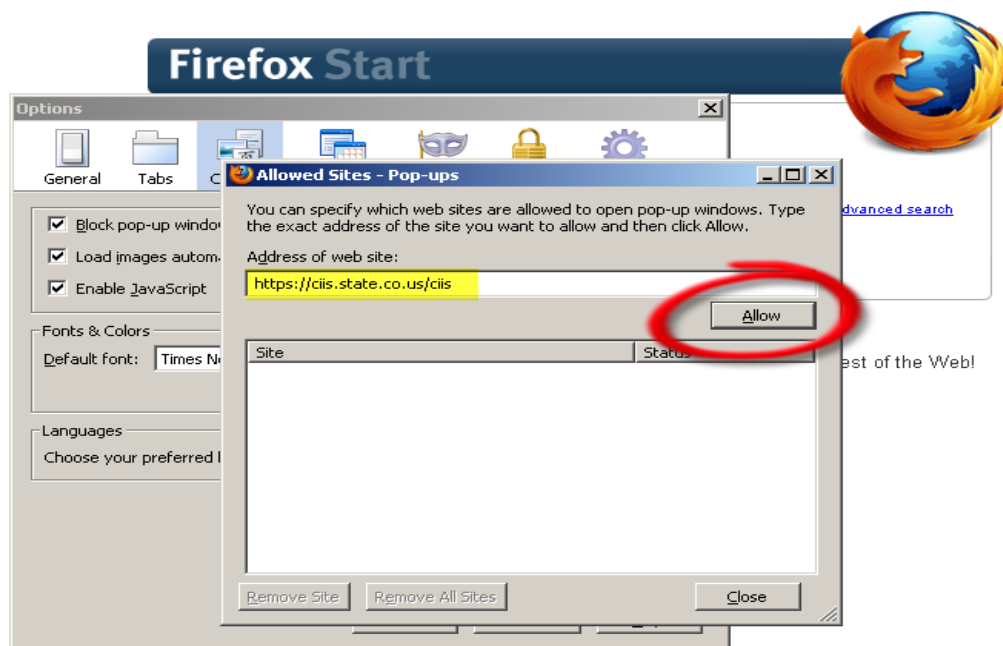 Firefox Start
Options
General
Tabs
Allowed Sites - Pop-ups
You can specify which web sites are allowed to open pop-up windows. Type
the exact address of the site you want to allow and then click Allow.
dvanced search
Block pop-up windo
Load images autom
Enable JavaScript
Address of web site:
https://ciis.state.co.us/ciis
Allow
Fonts & Colors
Default font: Times Ne
Site
Status
est of the Web!
Languages
Choose your preferred l
Remove Site
Remove All Sites
Close